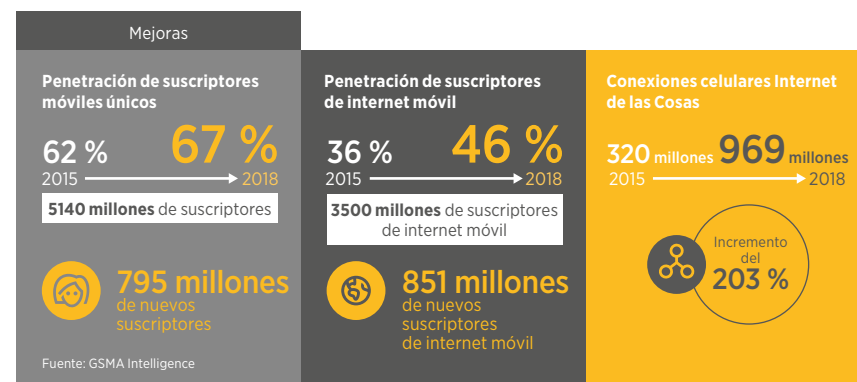 Mejoras
Penetración de suscriptores
móviles únicos
62 % 67 %
2015 2018
5140 millones de suscriptores
795 millones
de nuevos
suscriptores
Fuente: GSMA Intelligence
Penetración de suscriptores
de internet móvil
36 % 46 %
2015 2018
3500 millones de suscriptores
de internet móvil
851 millones
de nuevos
suscriptores
de internet móvil
Conexiones celulares Internet
de las Cosas
320 millones 969 millones
2015 2018
Incremento
del
203 %